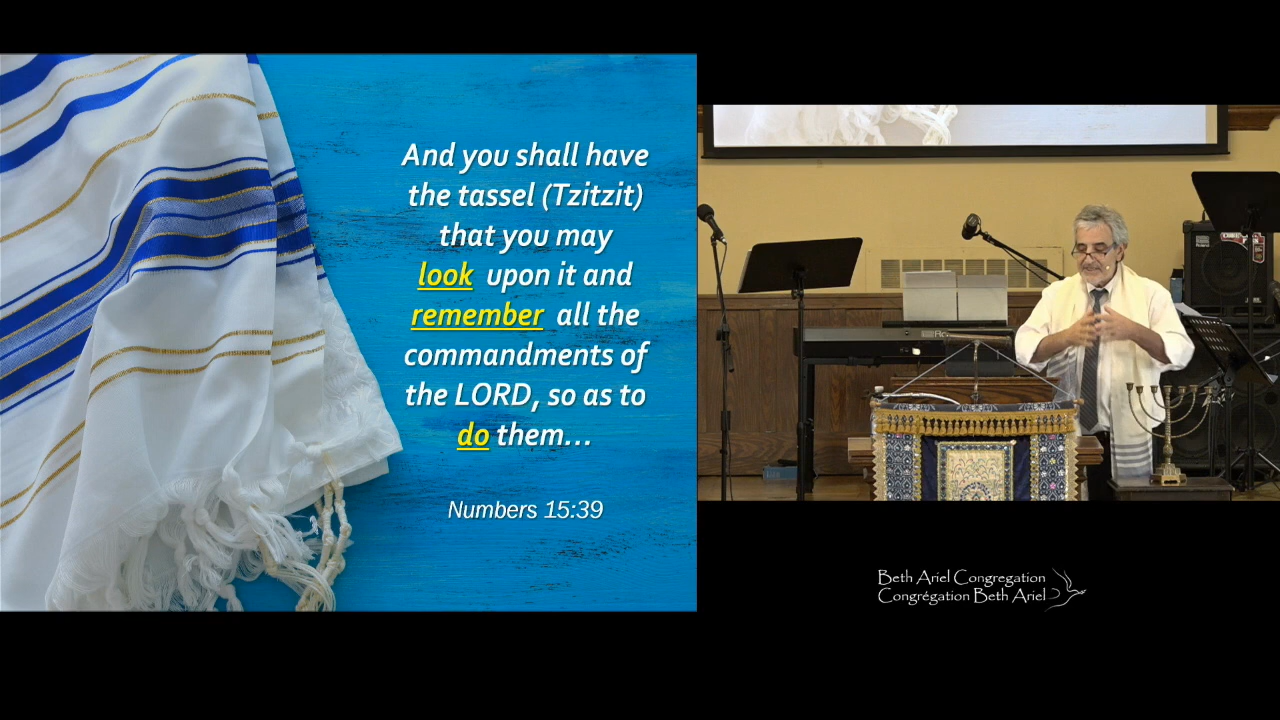 And you shall have
the tassel (Tzitzit)
that you may
look upon it and
remember all the
commandments of
the LORD, so as to
do them...
Numbers 15:39
Beth Ariel Congregation
Congrégation Beth Ariel